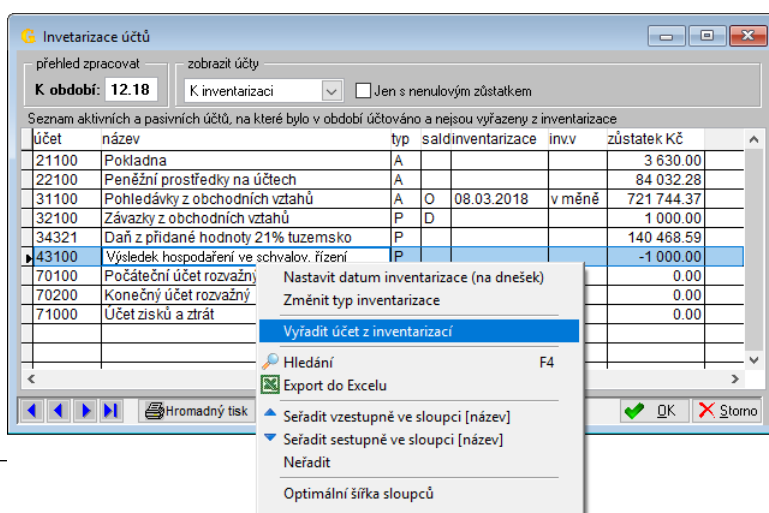 Invetarizace účtů
přehled zpracovat
zobrazit účty
K období: 12.18
K inventarizaci
Jen s nenulovým zůstatkem
Seznam aktivních a pasivních účtů, na které bylo v období účtováno a nejsou vyřazeny z inventarizace
účet název typ sald inventarizace inv.v zůstatek Kč
21100 Pokladna A 3 630.00
22100 Peněžní prostředky na účtech A 84 032.28
31100 Pohledávky z obchodních vztahů A O 08.03.2018 v měně 721 744.37
32100 Závazky z obchodních vztahů P D 1 000.00
34321 Daň z přidané hodnoty 21% tuzemsko P 140 468.59
43100 Výsledek hospodaření ve schvalov. řízení P -1 000.00
70100 Počáteční účet rozvažný 0.00
70200 Konečný účet rozvažný 0.00
71000 Účet zisků a ztrát 0.00
Nastavit datum inventarizace (na dnešek)
Změnit typ inventarizace
Vyřadit účet z inventarizací
Hledání F4
Export do Excelu
Seřadit vzestupně ve sloupci [název]
Seřadit sestupně ve sloupci [název]
Neřadit
Optimální šířka sloupců
Hromadný tisk
OK
Storno